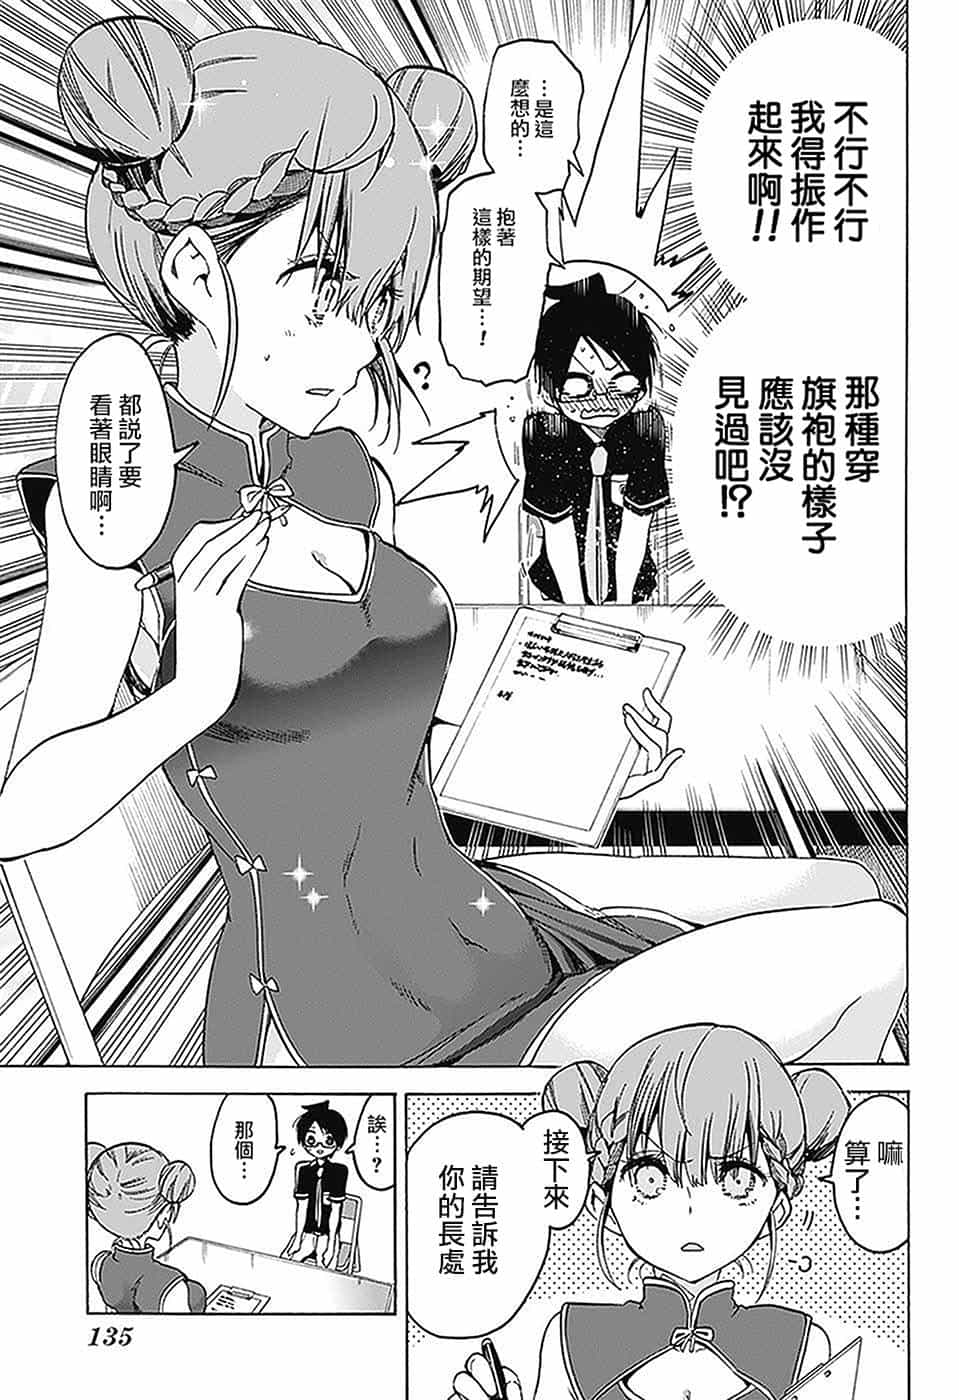 不行不行
我得振作
起來啊!!
那種穿
旗袍的樣子
應該沒
見過吧!?
…是這
麼想的…
抱著
這樣的期望…!
?
都說了要
看著眼睛啊…
嘛
算了…
接下來
請告訴我
你的長處
誒…?
那個…
135